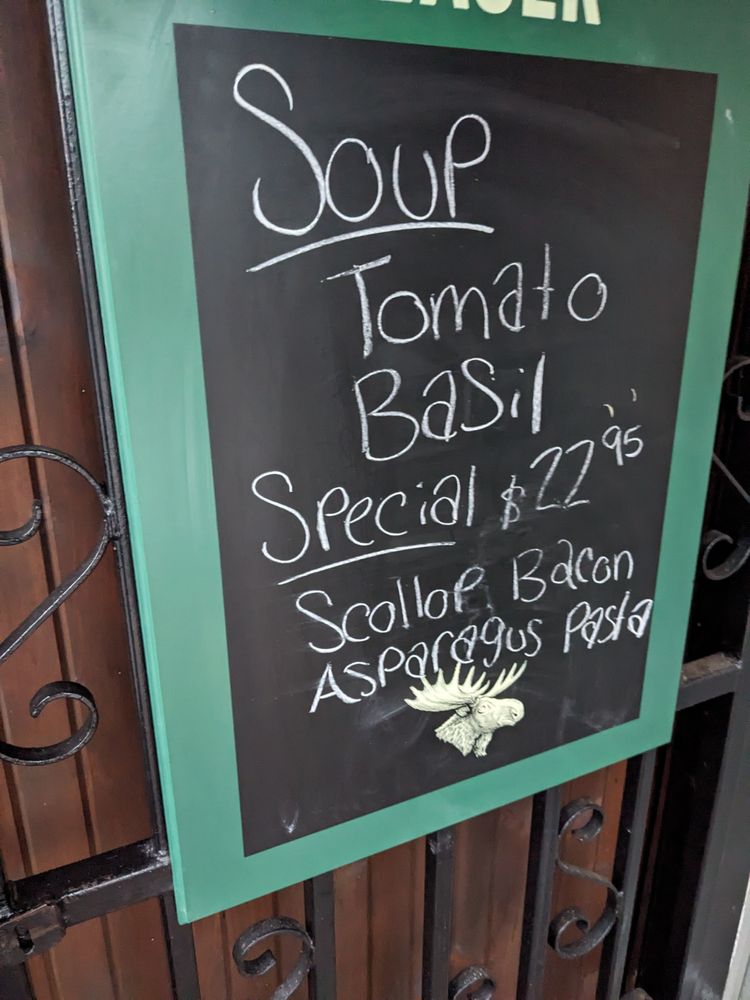 Soup
Tomato
Basil
Special $22 95
Scollop Bacon
Asparagus Pasta